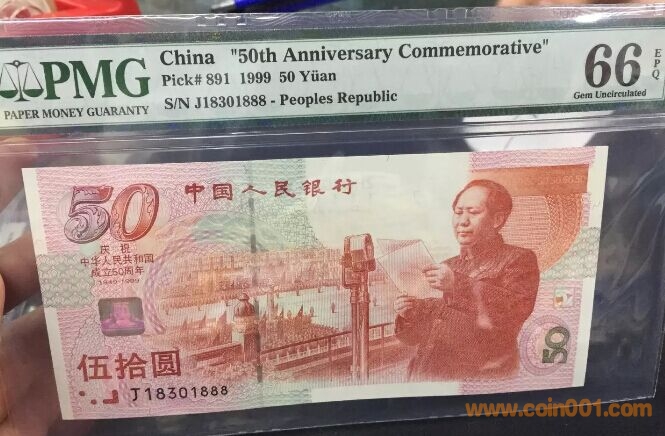 PMG
PAPER MONEY GUARANTY
China "50th Anniversary Commemorative"
Pick# 891 1999 50 Yüan
S/N J18301888 - Peoples Republic
66
EPQ
Gem Uncirculated
50
中国人民银行
庆祝
中华人民共和国
成立50周年
1949-1999
伍拾圆
J18301888
50
www.coin001.com